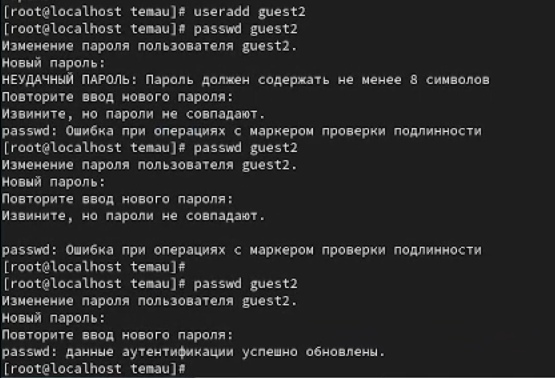 [root@localhost temau]# useradd guest2
[root@localhost temau]# passwd guest2
Изменение пароля пользователя guest2.
Новый пароль:
НЕУДАЧНЫЙ ПАРОЛЬ: Пароль должен содержать не менее 8 символов
Повторите ввод нового пароля:
Извините, но пароли не совпадают.
passwd: Ошибка при операциях с маркером проверки подлинности
[root@localhost temau]# passwd guest2
Изменение пароля пользователя guest2.
Новый пароль:
Повторите ввод нового пароля:
Извините, но пароли не совпадают.
passwd: Ошибка при операциях с маркером проверки подлинности
[root@localhost temau]#
[root@localhost temau]# passwd guest2
Изменение пароля пользователя guest2.
Новый пароль:
Повторите ввод нового пароля:
passwd: данные аутентификации успешно обновлены.
[root@localhost temau]#